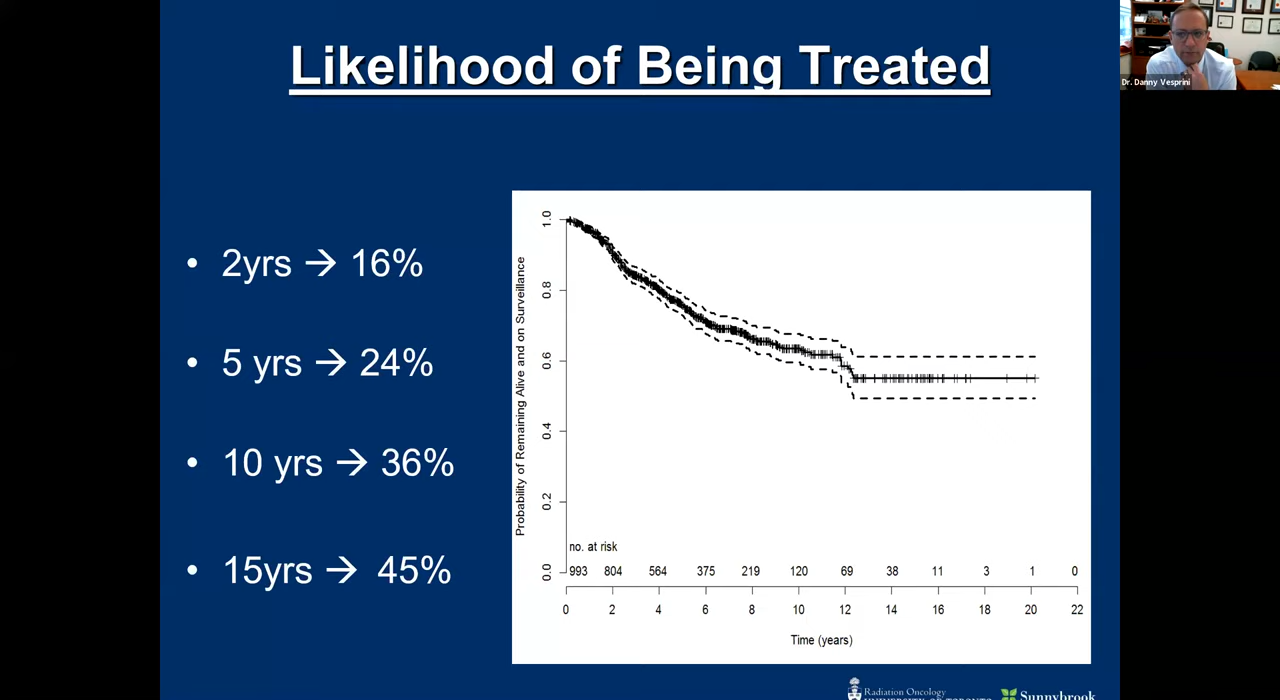 Likelihood of Being Treated
Dr. Danny Vesprini
• 2yrs → 16%
• 5 yrs → 24%
• 10 yrs → 36%
• 15yrs → 45%
Probability of Remaining Alive and on Surveillance
1.0
0.8
0.6
0.4
0.2
0.0
no. at risk
993 804 564 375 219 120 69 38 11 3 1 0
0 2 4 6 8 10 12 14 16 18 20 22
Time (years)
Radiation Oncology
UNIVERSITY OF TORONTO
Sunnybrook